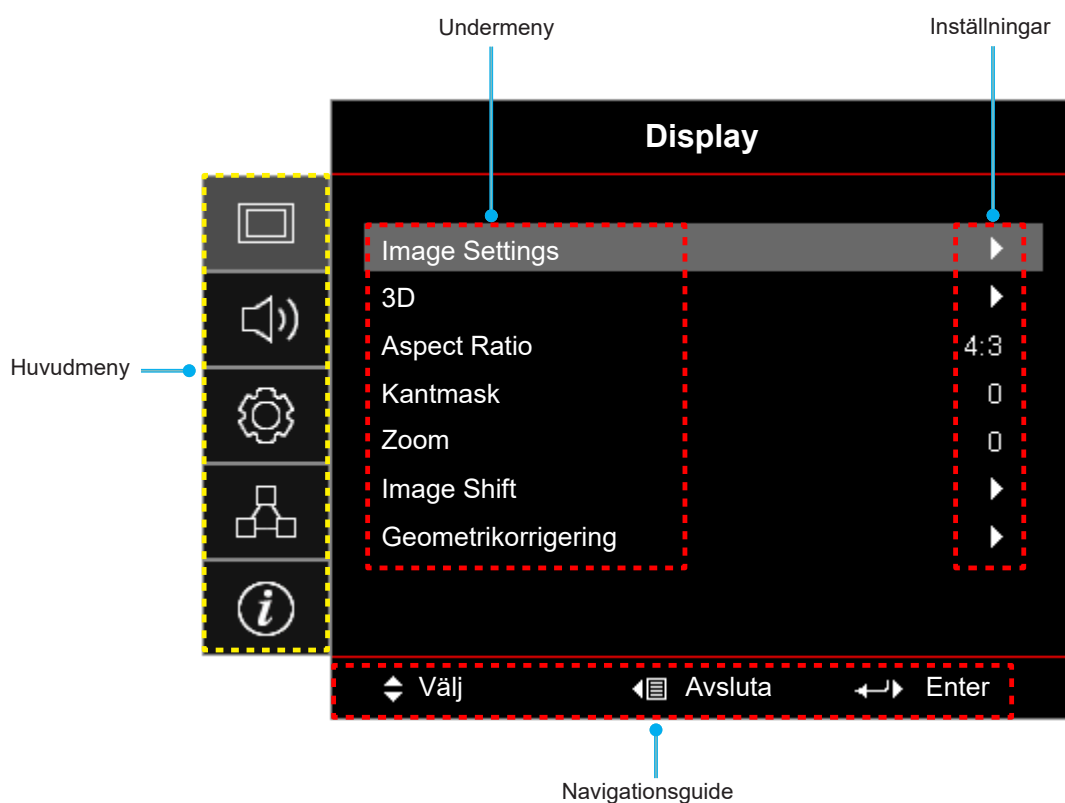 Undermeny
Inställningar
Display
Image Settings
3D
Aspect Ratio 4:3
Huvudmeny
Kantmask 0
Zoom 0
Image Shift
Geometrikorrigering
i
Välj Avsluta Enter
Navigationsguide